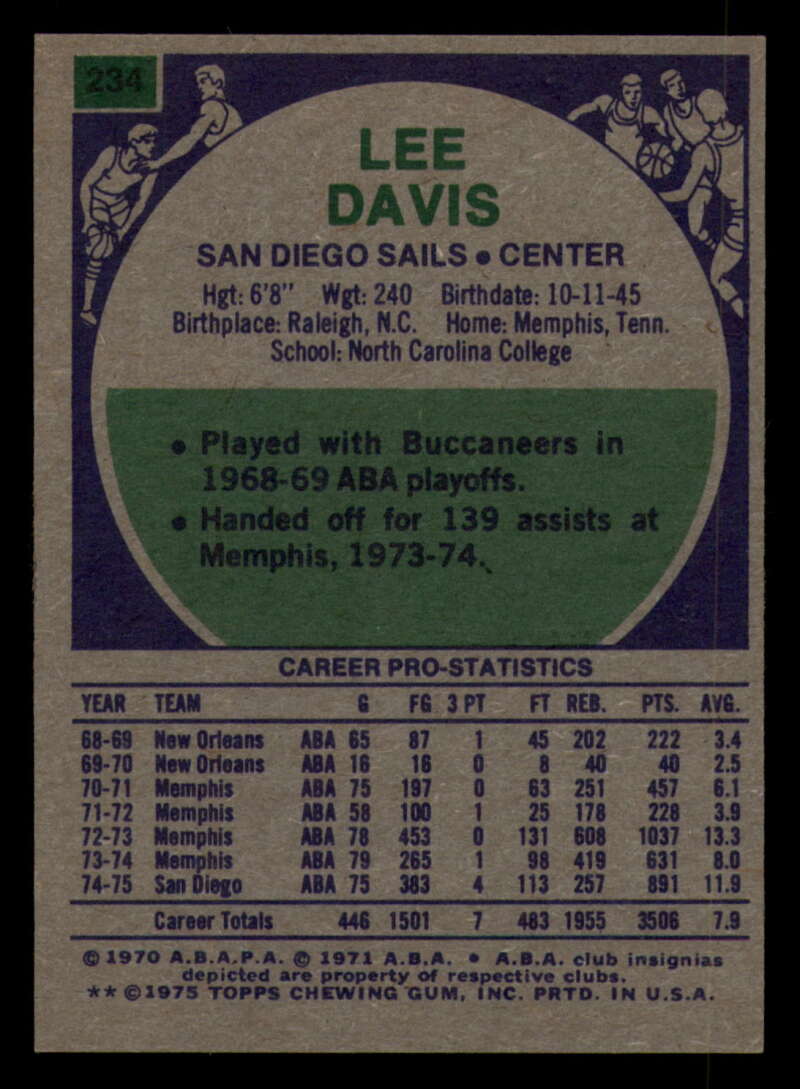 234
LEE
DAVIS
SAN DIEGO SAILS • CENTER
Hgt: 6'8" Wgt: 240 Birthdate: 10-11-45
Birthplace: Raleigh, N.C. Home: Memphis, Tenn.
School: North Carolina College
• Played with Buccaneers in
1968-69 ABA playoffs.
• Handed off for 139 assists at
Memphis, 1973-74.
CAREER PRO-STATISTICS
YEAR TEAM G FG 3 PT FT REB. PTS. AVG.
68-69 New Orleans ABA 65 87 1 45 202 222 3.4
69-70 New Orleans ABA 16 16 0 8 40 40 2.5
70-71 Memphis ABA 75 197 0 63 251 457 6.1
71-72 Memphis ABA 58 100 1 25 178 228 3.9
72-73 Memphis ABA 78 453 0 131 608 1037 13.3
73-74 Memphis ABA 79 265 1 98 419 631 8.0
74-75 San Diego ABA 75 383 4 113 257 891 11.9
Career Totals 446 1501 7 483 1955 3506 7.9
© 1970 A.B.A.P.A. © 1971 A.B.A. • A.B.A. club insignias
depicted are property of respective clubs.
** © 1975 TOPPS CHEWING GUM, INC. PRTD. IN U.S.A.